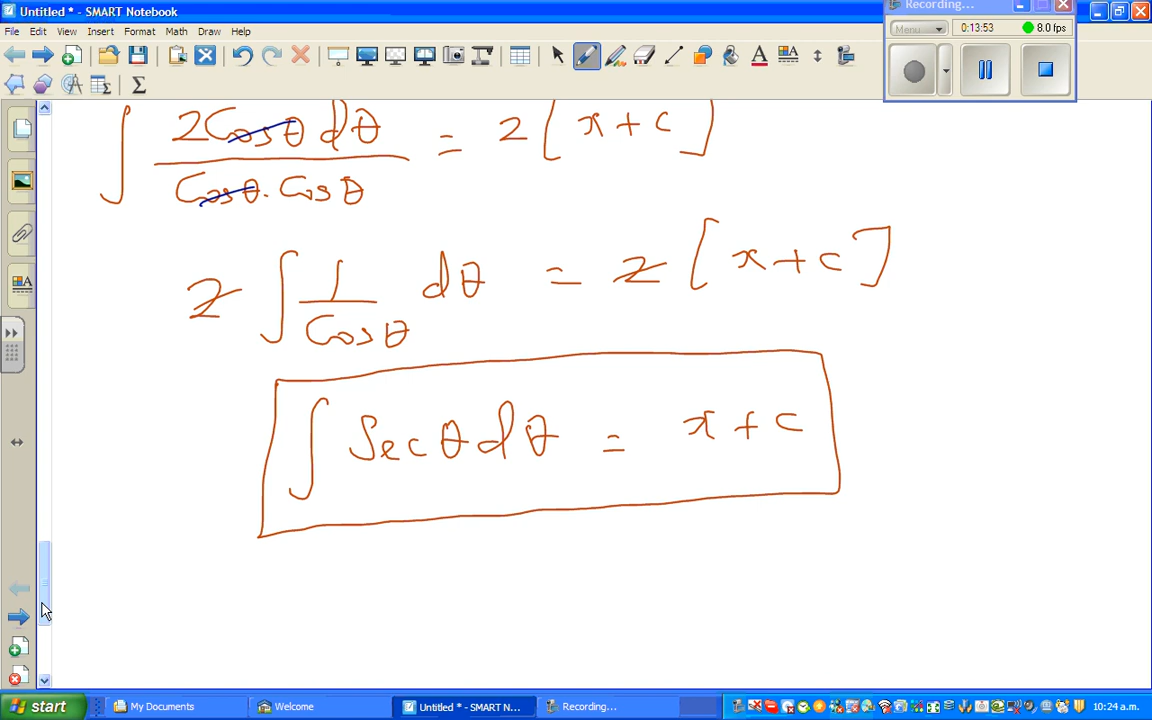 Untitled * - SMART Notebook
Recording...
File Edit View Insert Format Math Draw Help
Menu 0:13:53 8.0 fps
∫ 2Cosθ dθ / Cosθ. Cosθ = 2[x+c]
2 ∫ 1/Cosθ dθ = 2[x+c]
∫ Secθ dθ = x+c
start My Documents Welcome Untitled * - SMART N... Recording... 10:24 a.m.